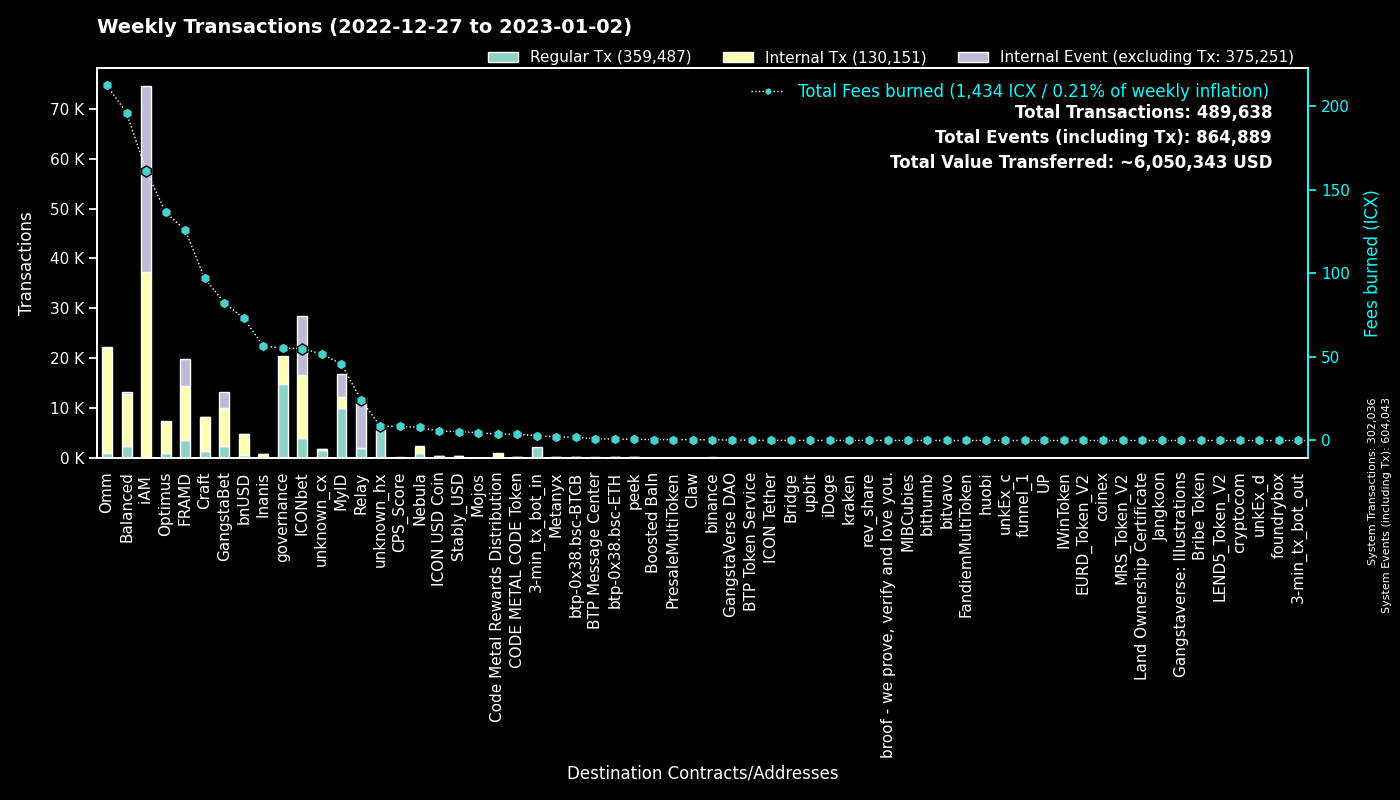 Weekly Transactions (2022-12-27 to 2023-01-02)
Regular Tx (359,487)
Internal Tx (130,151)
Internal Event (excluding Tx: 375,251)
Total Fees burned (1,434 ICX / 0.21% of weekly inflation)
Total Transactions: 489,638
Total Events (including Tx): 864,889
Total Value Transferred: ~6,050,343 USD
Transactions
70 K
60 K
50 K
40 K
30 K
20 K
10 K
0 K
200
150
100
50
0
Fees burned (ICX)
System Transactions: 302,036
System Events (including Tx): 604,043
Omm
Balanced
iAM
Optimus
FRAMD
Craft
GangstaBet
bnUSD
Inanis
governance
ICONbet
unknown_cx
MyID
Relay
unknown_hx
CPS_Score
Nebula
ICON USD Coin
Stably_USD
Mojos
Code Metal Rewards Distribution
CODE METAL CODE Token
3-min_tx_bot_in
Metanyx
btp-0x38.bsc-BTCB
BTP Message Center
btp-0x38.bsc-ETH
peek
Boosted Baln
PresaleMultiToken
Claw
binance
GangstaVerse DAO
BTP Token Service
ICON Tether
Bridge
upbit
iDoge
kraken
rev_share
broof - we prove, verify and love you.
MIBCubies
bithumb
bitvavo
FandiemMultiToken
huobi
unkEx_c
funnel_1
UP
IWinToken
EURD_Token_V2
coinex
MRS_Token_V2
Land Ownership Certificate
Jangkoon
Gangstaverse: Illustrations
Bribe Token
LENDS_Token_V2
cryptocom
unkEx_d
foundrybox
3-min_tx_bot_out
Destination Contracts/Addresses